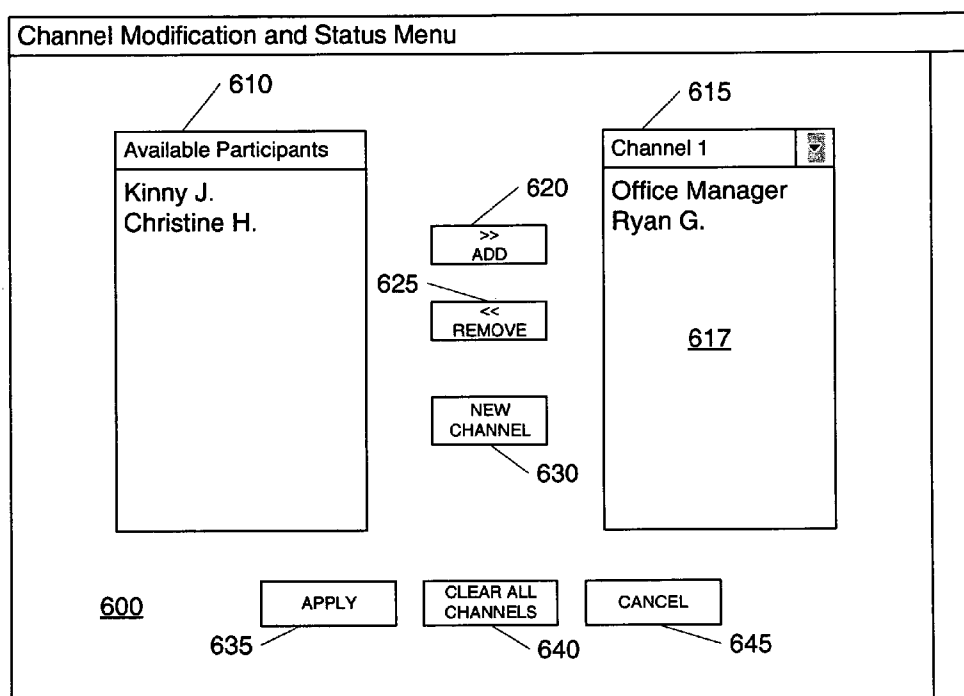 Channel Modification and Status Menu
610
615
Available Participants
Channel 1
Kinny J.
Christine H.
Office Manager
Ryan G.
620
>>
ADD
625
<<
REMOVE
617
NEW
CHANNEL
630
600
APPLY
CLEAR ALL
CHANNELS
CANCEL
635
640
645